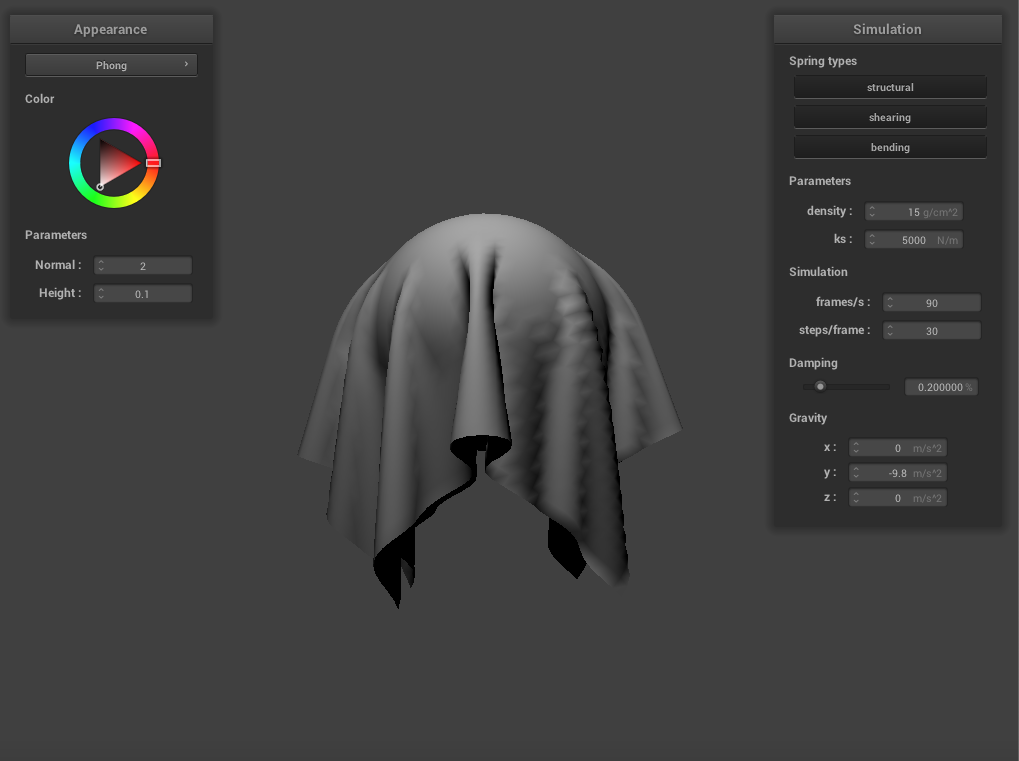 Appearance
Phong
Color
Parameters
Normal : 2
Height : 0.1
Simulation
Spring types
structural
shearing
bending
Parameters
density : 15 g/cm^2
ks : 5000 N/m
Simulation
frames/s : 90
steps/frame : 30
Damping
0.200000 %
Gravity
x : 0 m/s^2
y : -9.8 m/s^2
z : 0 m/s^2